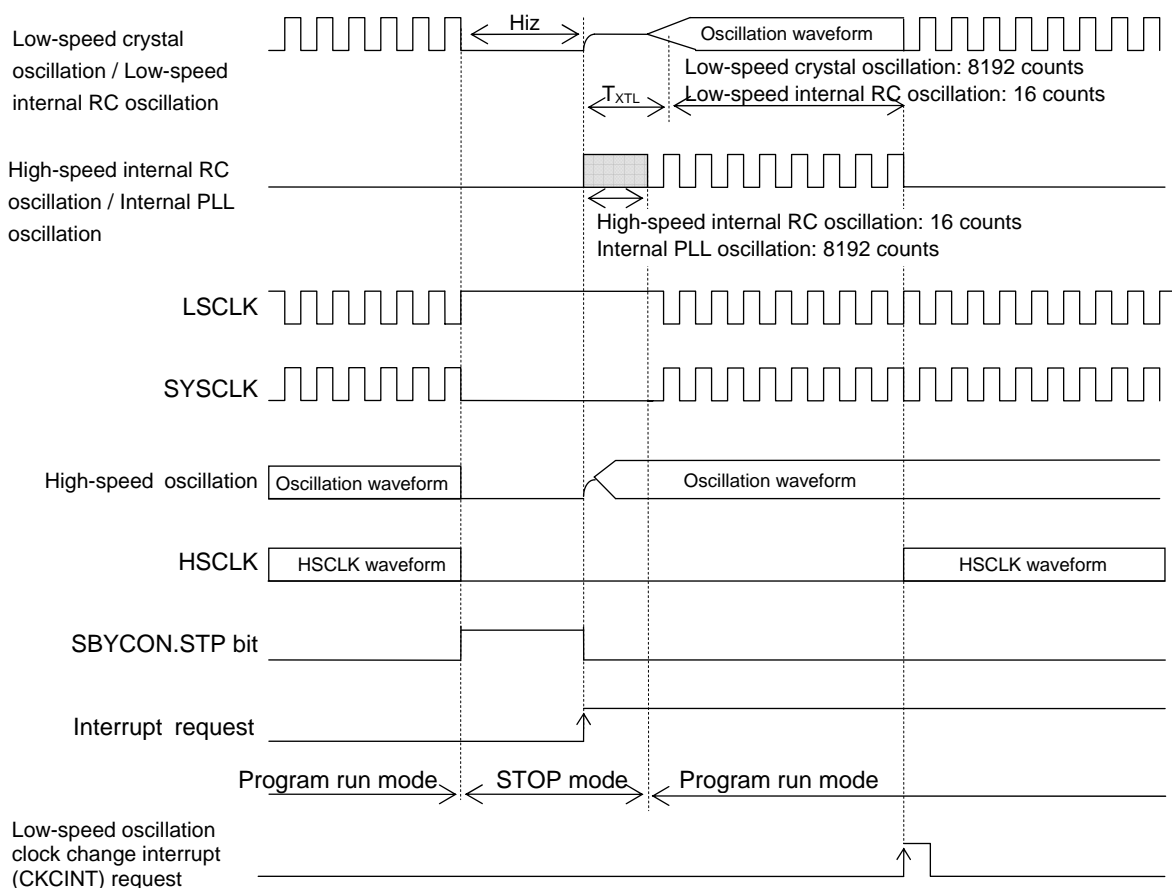 Low-speed crystal
oscillation / Low-speed
internal RC oscillation
Hiz
Oscillation waveform
Low-speed crystal oscillation: 8192 counts
TXTL
Low-speed internal RC oscillation: 16 counts
High-speed internal RC
oscillation / Internal PLL
oscillation
High-speed internal RC oscillation: 16 counts
Internal PLL oscillation: 8192 counts
LSCLK
SYSCLK
High-speed oscillation
Oscillation waveform
Oscillation waveform
HSCLK
HSCLK waveform
HSCLK waveform
SBYCON.STP bit
Interrupt request
Program run mode
STOP mode
Program run mode
Low-speed oscillation
clock change interrupt
(CKCINT) request